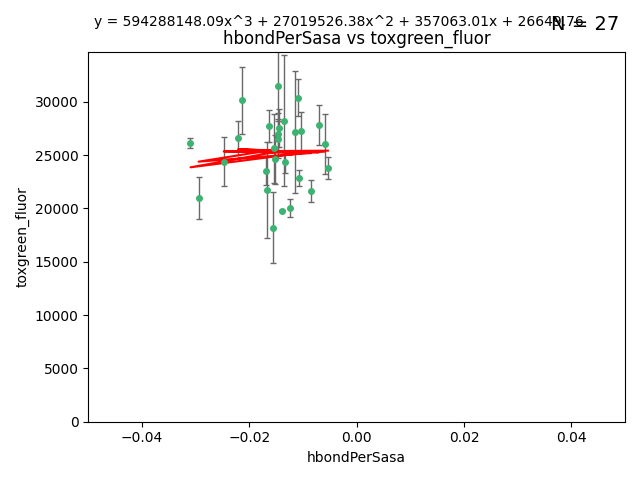 y = 594288148.09x^3 + 27019526.38x^2 + 357063.01x + 26649.76
N = 27
hbondPerSasa vs toxgreen_fluor
toxgreen_fluor
30000
25000
20000
15000
10000
5000
0
−0.04
−0.02
0.00
0.02
0.04
hbondPerSasa